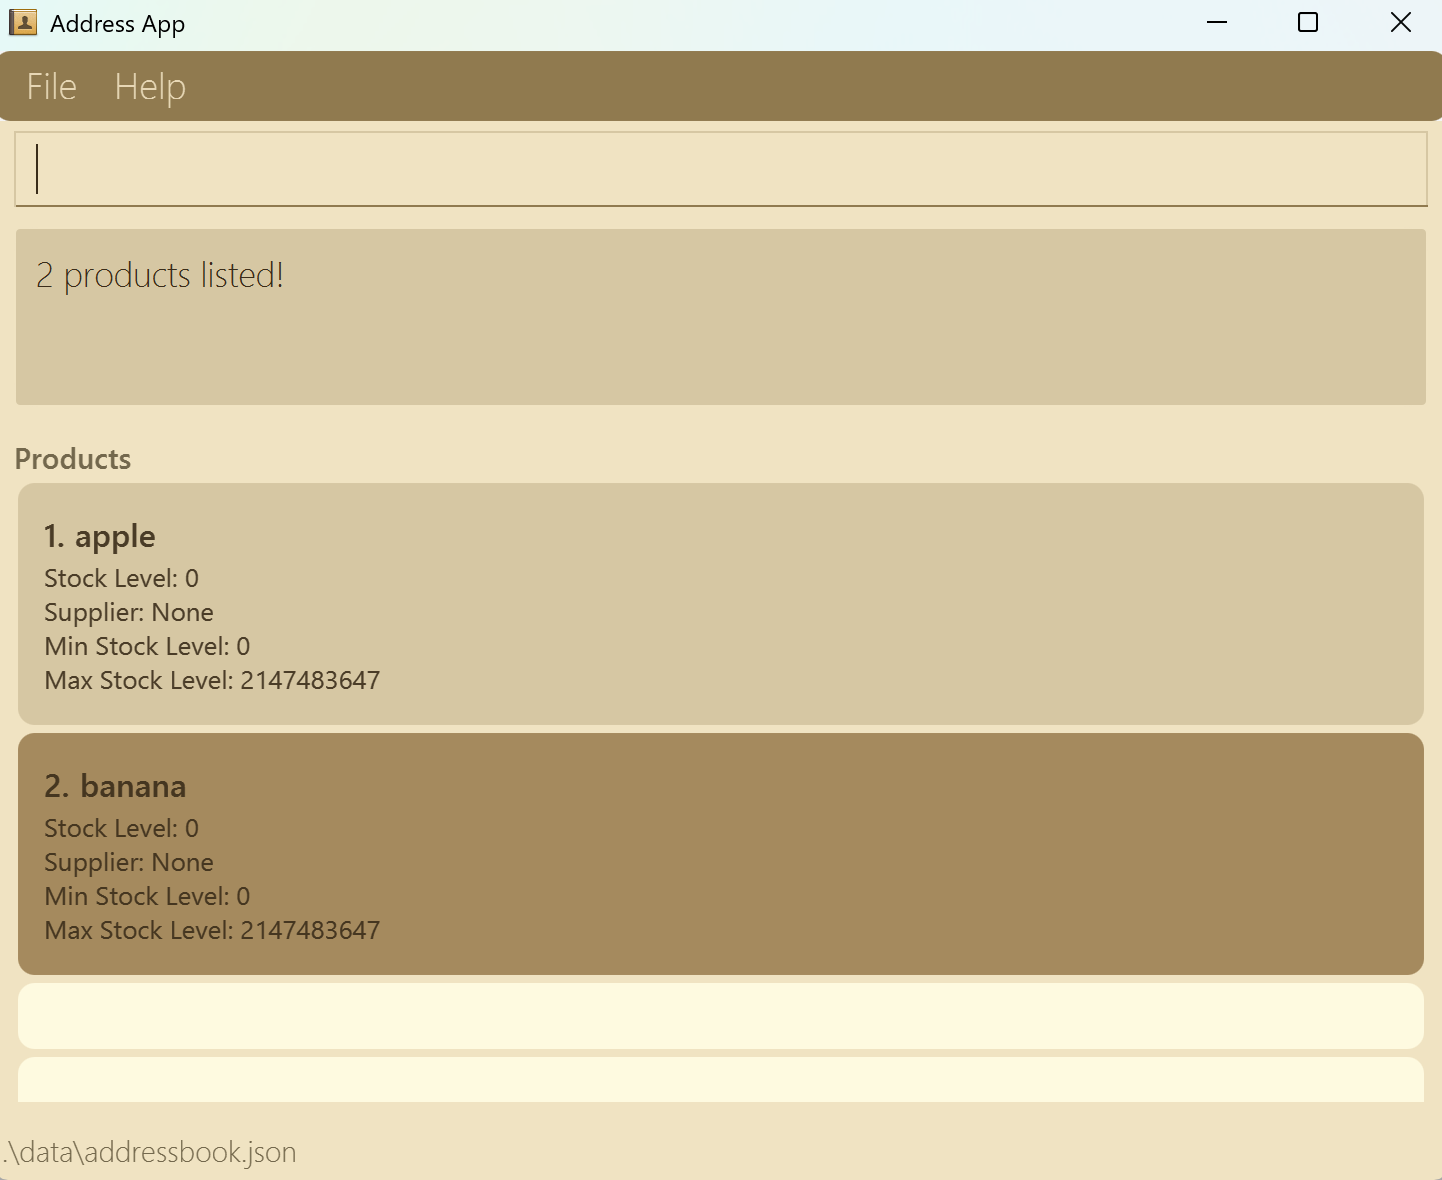 Address App
File Help
2 products listed!
Products
1. apple
Stock Level: 0
Supplier: None
Min Stock Level: 0
Max Stock Level: 2147483647
2. banana
Stock Level: 0
Supplier: None
Min Stock Level: 0
Max Stock Level: 2147483647
.\data\addressbook.json